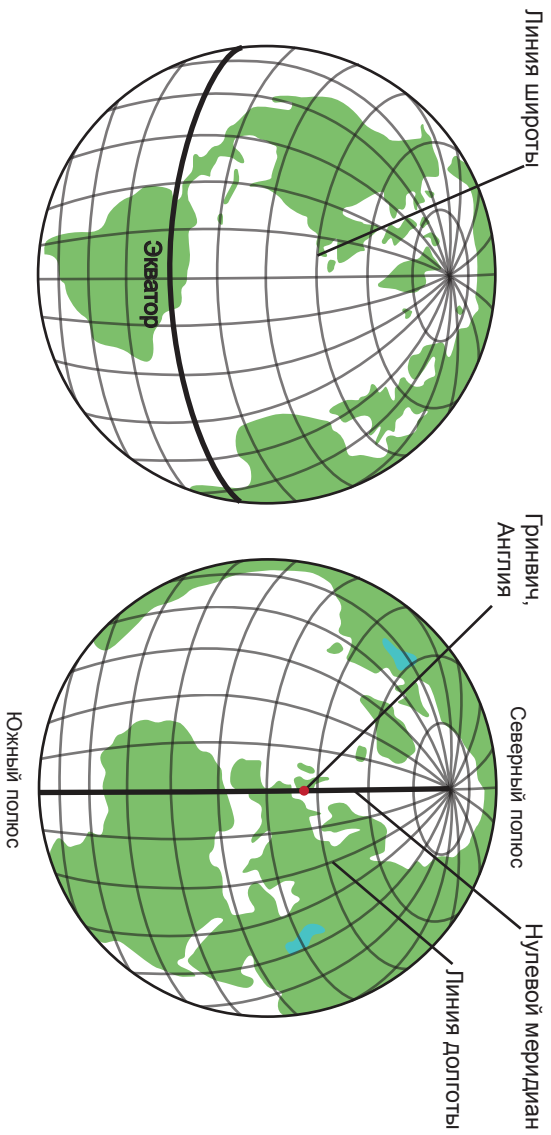 Линия широты
Экватор
Гринвич,
Англия
Северный полюс
Нулевой меридиан
Линия долготы
Южный полюс